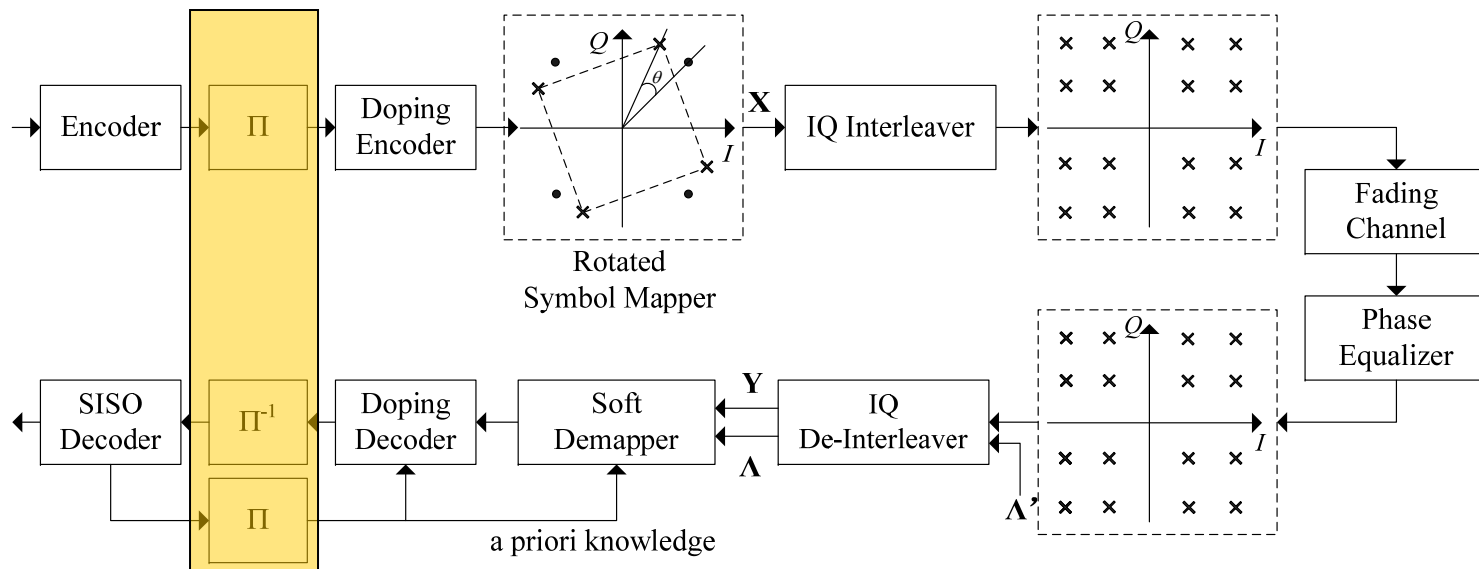 Encoder
Π
Doping
Encoder
Q
θ
I
Rotated
Symbol Mapper
X
IQ Interleaver
Q
I
Fading
Channel
Phase
Equalizer
SISO
Decoder
Π⁻¹
Doping
Decoder
Soft
Demapper
Y
Λ
IQ
De-Interleaver
Λ’
Q
I
Π
a priori knowledge